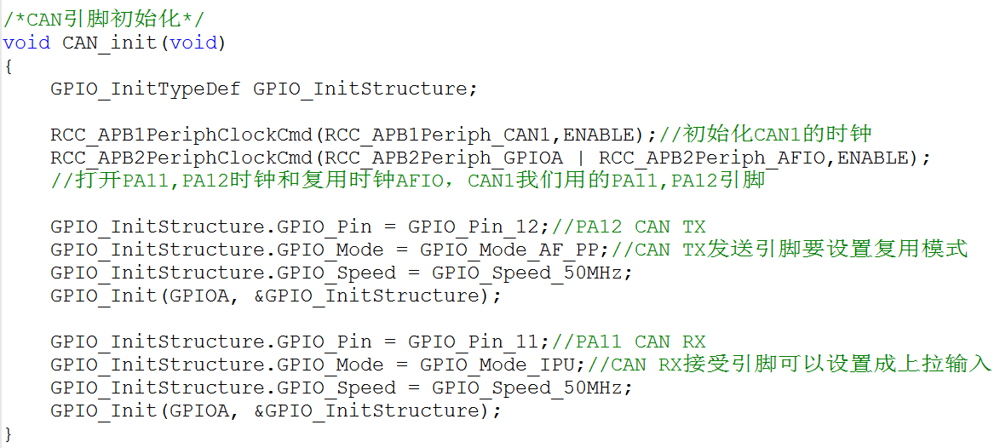 /*CAN引脚初始化*/
void CAN_init(void)
{
    GPIO_InitTypeDef GPIO_InitStructure;

    RCC_APB1PeriphClockCmd(RCC_APB1Periph_CAN1,ENABLE);//初始化CAN1的时钟
    RCC_APB2PeriphClockCmd(RCC_APB2Periph_GPIOA | RCC_APB2Periph_AFIO,ENABLE);
    //打开PA11,PA12时钟和复用时钟AFIO，CAN1我们用的PA11,PA12引脚

    GPIO_InitStructure.GPIO_Pin = GPIO_Pin_12;//PA12 CAN TX
    GPIO_InitStructure.GPIO_Mode = GPIO_Mode_AF_PP;//CAN TX发送引脚要设置复用模式
    GPIO_InitStructure.GPIO_Speed = GPIO_Speed_50MHz;
    GPIO_Init(GPIOA, &GPIO_InitStructure);

    GPIO_InitStructure.GPIO_Pin = GPIO_Pin_11;//PA11 CAN RX
    GPIO_InitStructure.GPIO_Mode = GPIO_Mode_IPU;//CAN RX接受引脚可以设置成上拉输入
    GPIO_InitStructure.GPIO_Speed = GPIO_Speed_50MHz;
    GPIO_Init(GPIOA, &GPIO_InitStructure);
}